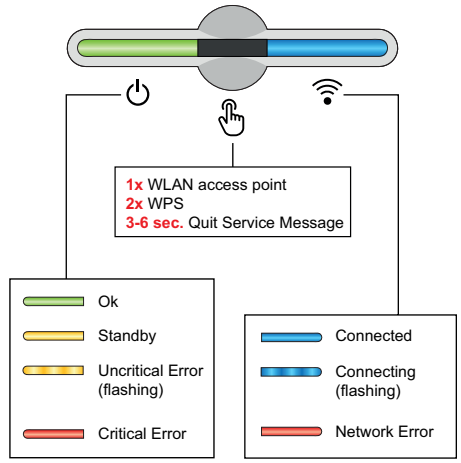 1x WLAN access point
2x WPS
3-6 sec. Quit Service Message
Ok
Standby
Uncritical Error
(flashing)
Critical Error
Connected
Connecting
(flashing)
Network Error